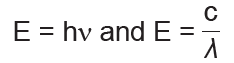 E = hν and E = c/λ